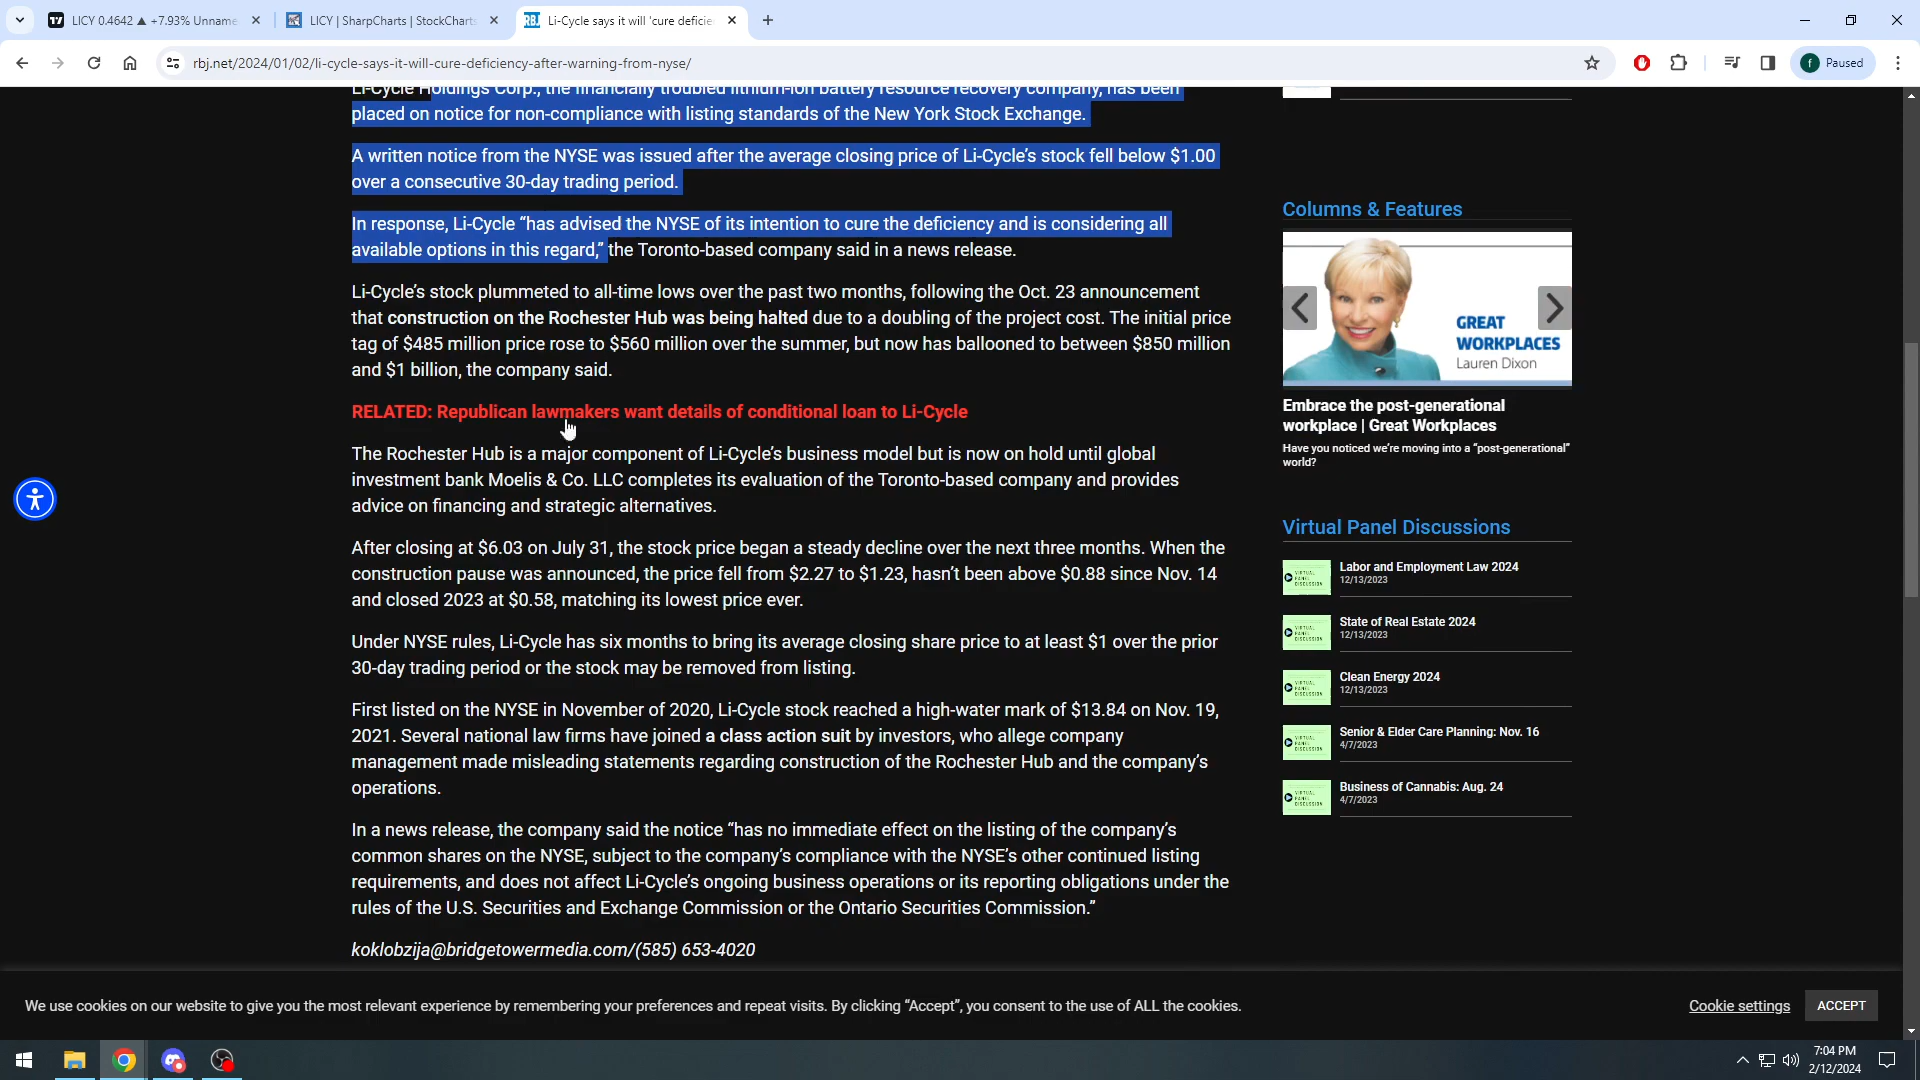 LICY 0.4642 ▲ +7.93% Unname
LICY | SharpCharts | StockChart
Li-Cycle says it will 'cure deficie
rbj.net/2024/01/02/li-cycle-says-it-will-cure-deficiency-after-warning-from-nyse/
f Paused
Li-Cycle Holdings Corp., the financially troubled lithium-ion battery resource recovery company, has been
placed on notice for non-compliance with listing standards of the New York Stock Exchange.
A written notice from the NYSE was issued after the average closing price of Li-Cycle’s stock fell below $1.00
over a consecutive 30-day trading period.
In response, Li-Cycle “has advised the NYSE of its intention to cure the deficiency and is considering all
available options in this regard,” the Toronto-based company said in a news release.
Li-Cycle’s stock plummeted to all-time lows over the past two months, following the Oct. 23 announcement
that construction on the Rochester Hub was being halted due to a doubling of the project cost. The initial price
tag of $485 million price rose to $560 million over the summer, but now has ballooned to between $850 million
and $1 billion, the company said.
RELATED: Republican lawmakers want details of conditional loan to Li-Cycle
The Rochester Hub is a major component of Li-Cycle’s business model but is now on hold until global
investment bank Moelis & Co. LLC completes its evaluation of the Toronto-based company and provides
advice on financing and strategic alternatives.
After closing at $6.03 on July 31, the stock price began a steady decline over the next three months. When the
construction pause was announced, the price fell from $2.27 to $1.23, hasn’t been above $0.88 since Nov. 14
and closed 2023 at $0.58, matching its lowest price ever.
Under NYSE rules, Li-Cycle has six months to bring its average closing share price to at least $1 over the prior
30-day trading period or the stock may be removed from listing.
First listed on the NYSE in November of 2020, Li-Cycle stock reached a high-water mark of $13.84 on Nov. 19,
2021. Several national law firms have joined a class action suit by investors, who allege company
management made misleading statements regarding construction of the Rochester Hub and the company’s
operations.
In a news release, the company said the notice “has no immediate effect on the listing of the company’s
common shares on the NYSE, subject to the company’s compliance with the NYSE’s other continued listing
requirements, and does not affect Li-Cycle’s ongoing business operations or its reporting obligations under the
rules of the U.S. Securities and Exchange Commission or the Ontario Securities Commission.”
koklobzija@bridgetowermedia.com/(585) 653-4020
Columns & Features
GREAT
WORKPLACES
Lauren Dixon
Embrace the post-generational
workplace | Great Workplaces
Have you noticed we’re moving into a “post-generational”
world?
Virtual Panel Discussions
Labor and Employment Law 2024
12/13/2023
State of Real Estate 2024
12/13/2023
Clean Energy 2024
12/13/2023
Senior & Elder Care Planning: Nov. 16
4/7/2023
Business of Cannabis: Aug. 24
4/7/2023
We use cookies on our website to give you the most relevant experience by remembering your preferences and repeat visits. By clicking “Accept”, you consent to the use of ALL the cookies.
Cookie settings
ACCEPT
7:04 PM
2/12/2024